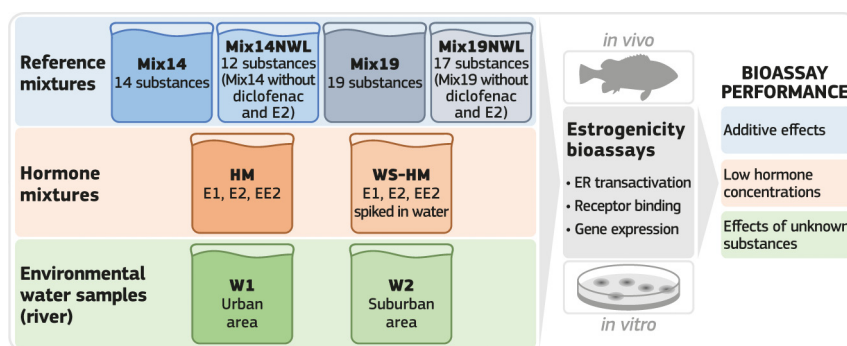 Reference
mixtures
Mix14
14 substances
Mix14NWL
12 substances
(Mix14 without
diclofenac
and E2)
Mix19
19 substances
Mix19NWL
17 substances
(Mix19 without
diclofenac
and E2)
Hormone
mixtures
HM
E1, E2, EE2
WS-HM
E1, E2, EE2
spiked in water
Environmental
water samples
(river)
W1
Urban
area
W2
Suburban
area
in vivo
Estrogenicity
bioassays
• ER transactivation
• Receptor binding
• Gene expression
in vitro
BIOASSAY
PERFORMANCE
Additive effects
Low hormone
concentrations
Effects of unknown
substances